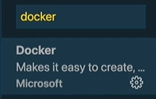 docker
Docker
Makes it easy to create, ...
Microsoft